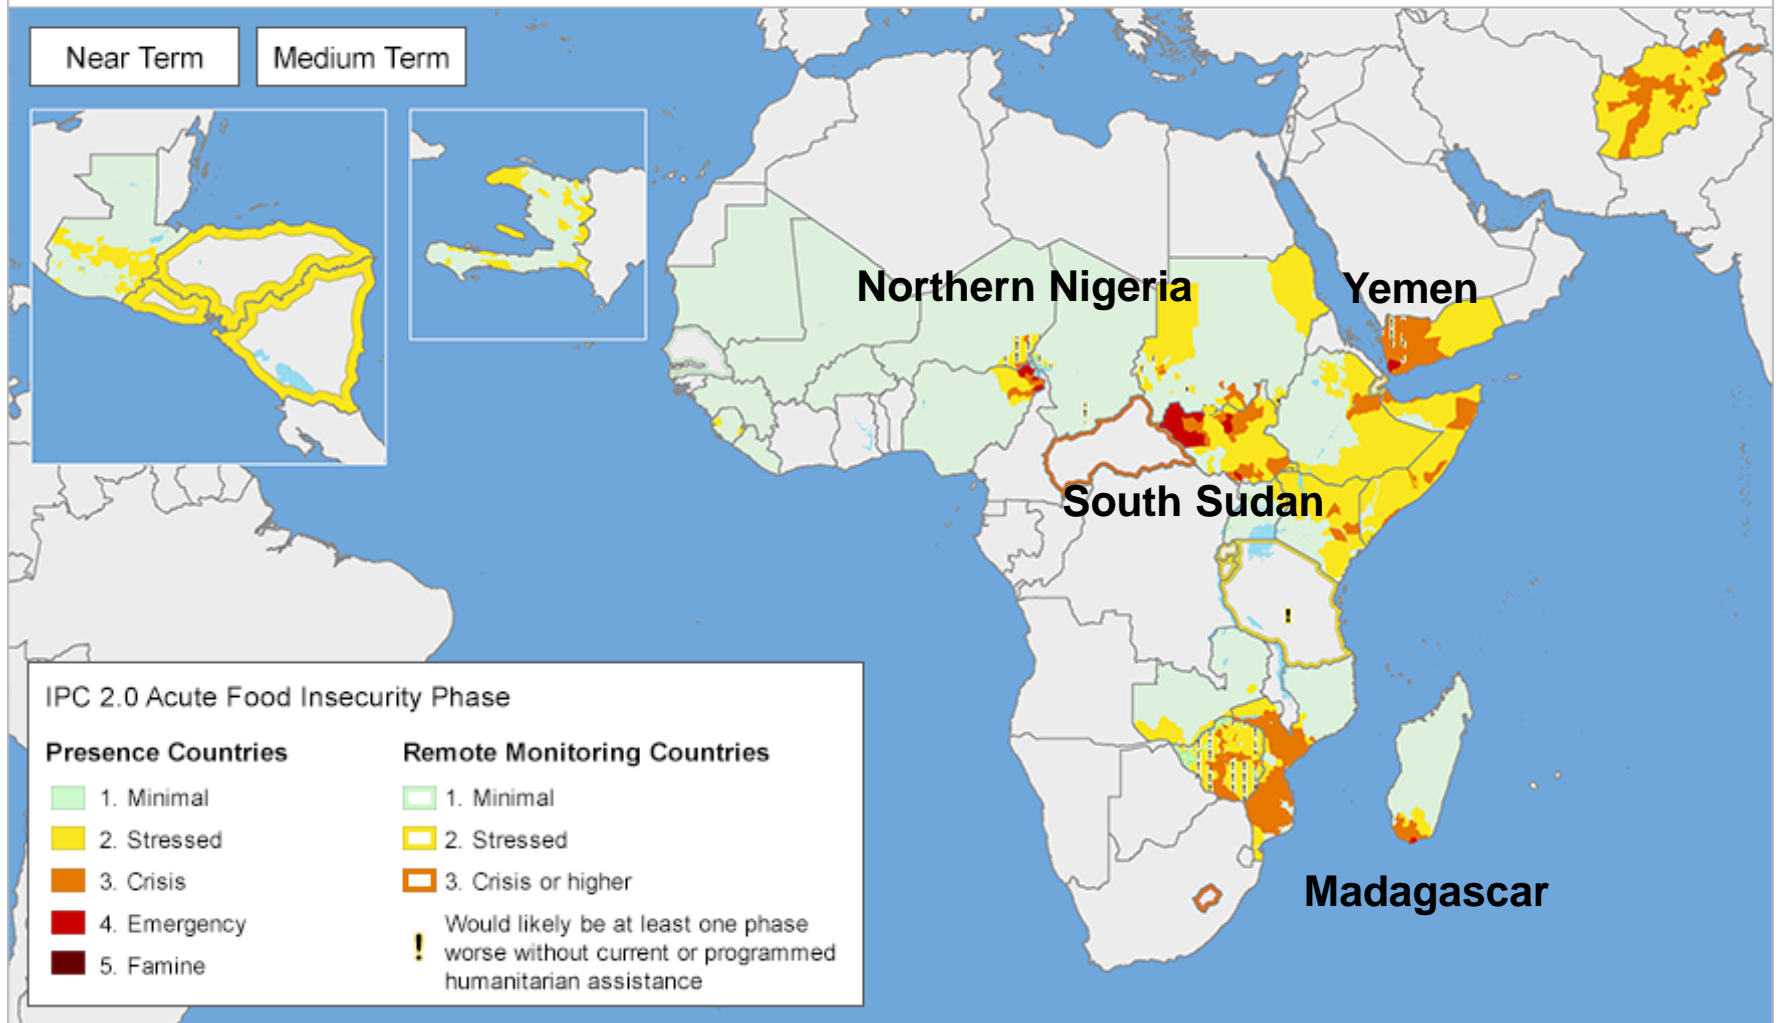 Near Term
Medium Term
Northern Nigeria
Yemen
South Sudan
!
Madagascar
IPC 2.0 Acute Food Insecurity Phase
Presence Countries
1. Minimal
2. Stressed
3. Crisis
4. Emergency
5. Famine
Remote Monitoring Countries
1. Minimal
2. Stressed
3. Crisis or higher
! Would likely be at least one phase
worse without current or programmed
humanitarian assistance